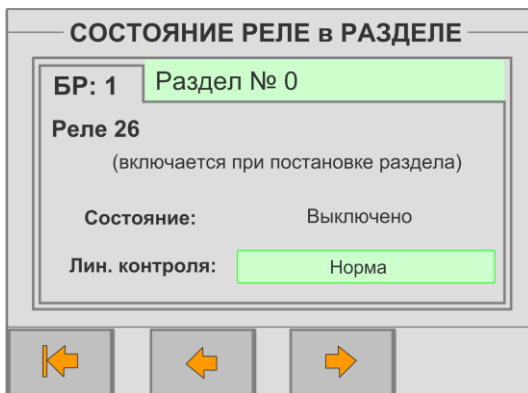 СОСТОЯНИЕ РЕЛЕ в РАЗДЕЛЕ
БР: 1 Раздел № 0
Реле 26
(включается при постановке раздела)
Состояние: Выключено
Лин. контроля: Норма